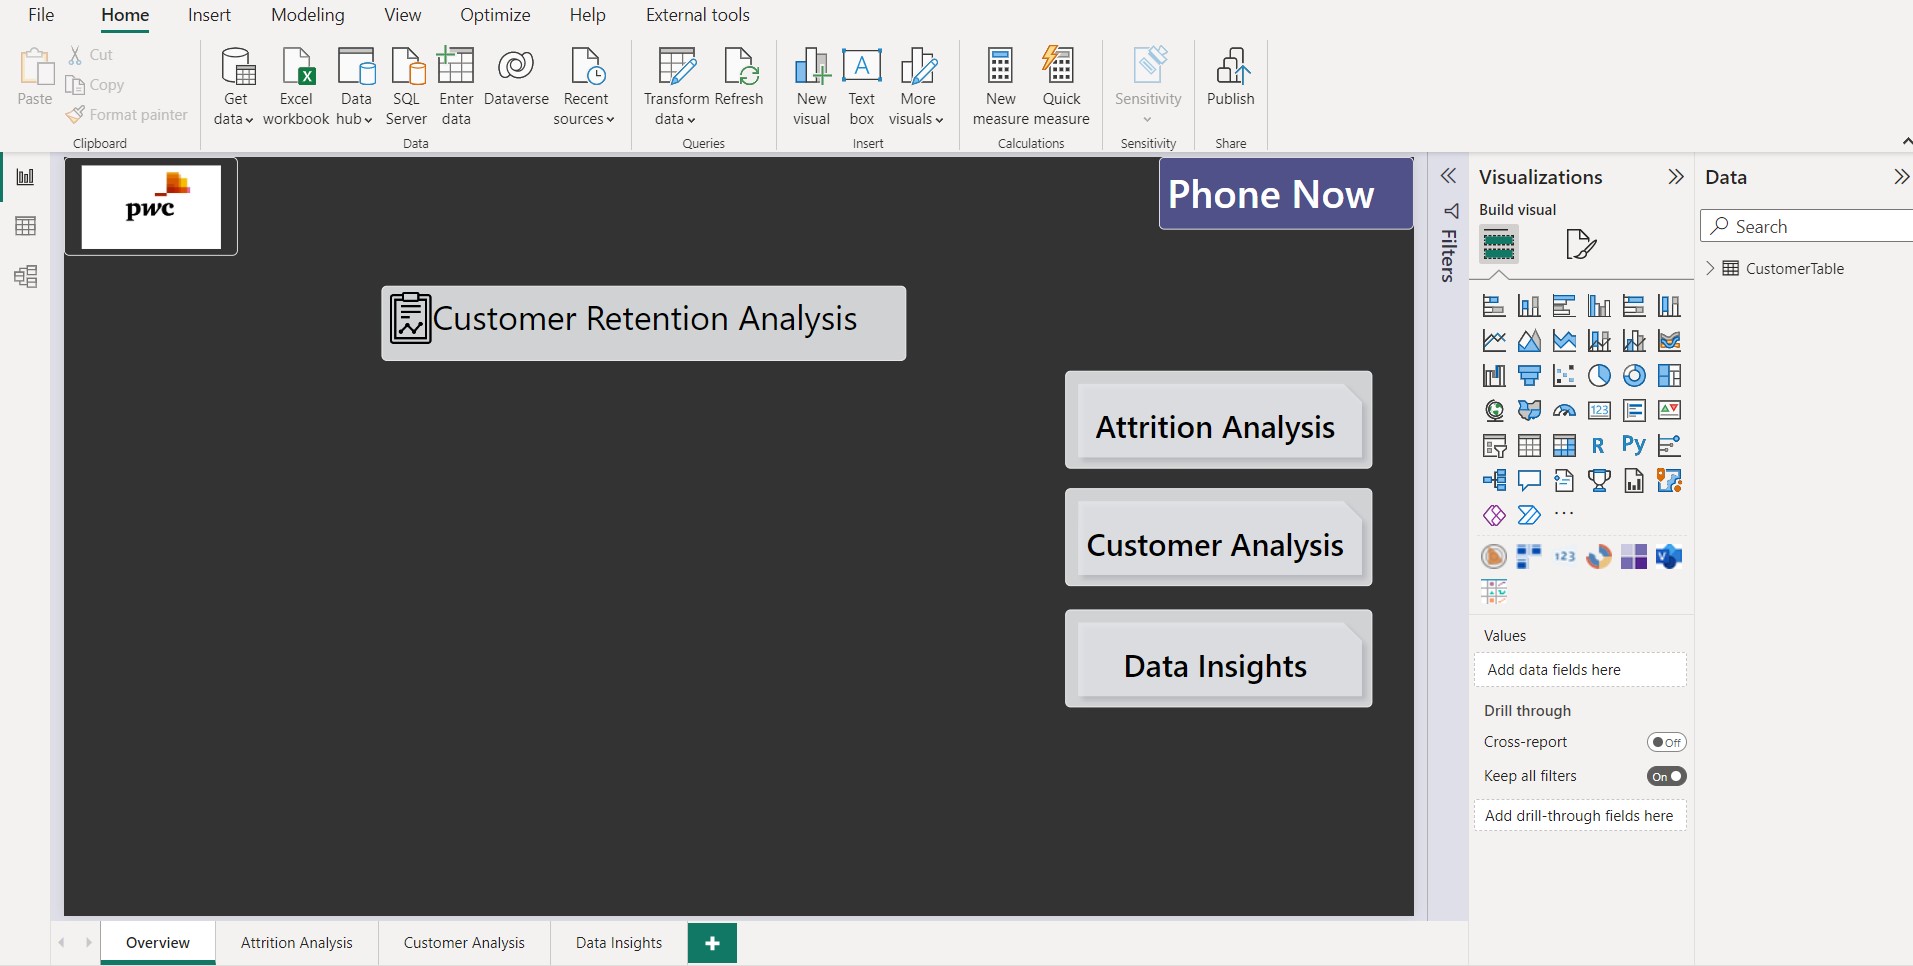 File Home Insert Modeling View Optimize Help External tools
Paste
Cut
Copy
Format painter
Clipboard
Get data
Excel workbook
Data hub
SQL Server
Enter data
Dataverse
Recent sources
Data
Transform data
Refresh
Queries
New visual
A
Text box
More visuals
Insert
New measure
Quick measure
Calculations
Sensitivity
Sensitivity
Publish
Share
pwc
Phone Now
Customer Retention Analysis
Attrition Analysis
Customer Analysis
Data Insights
Filters
Visualizations
Build visual
123
R
Py
123
V
Values
Add data fields here
Drill through
Cross-report
Off
Keep all filters
On
Add drill-through fields here
Data
Search
CustomerTable
Overview
Attrition Analysis
Customer Analysis
Data Insights